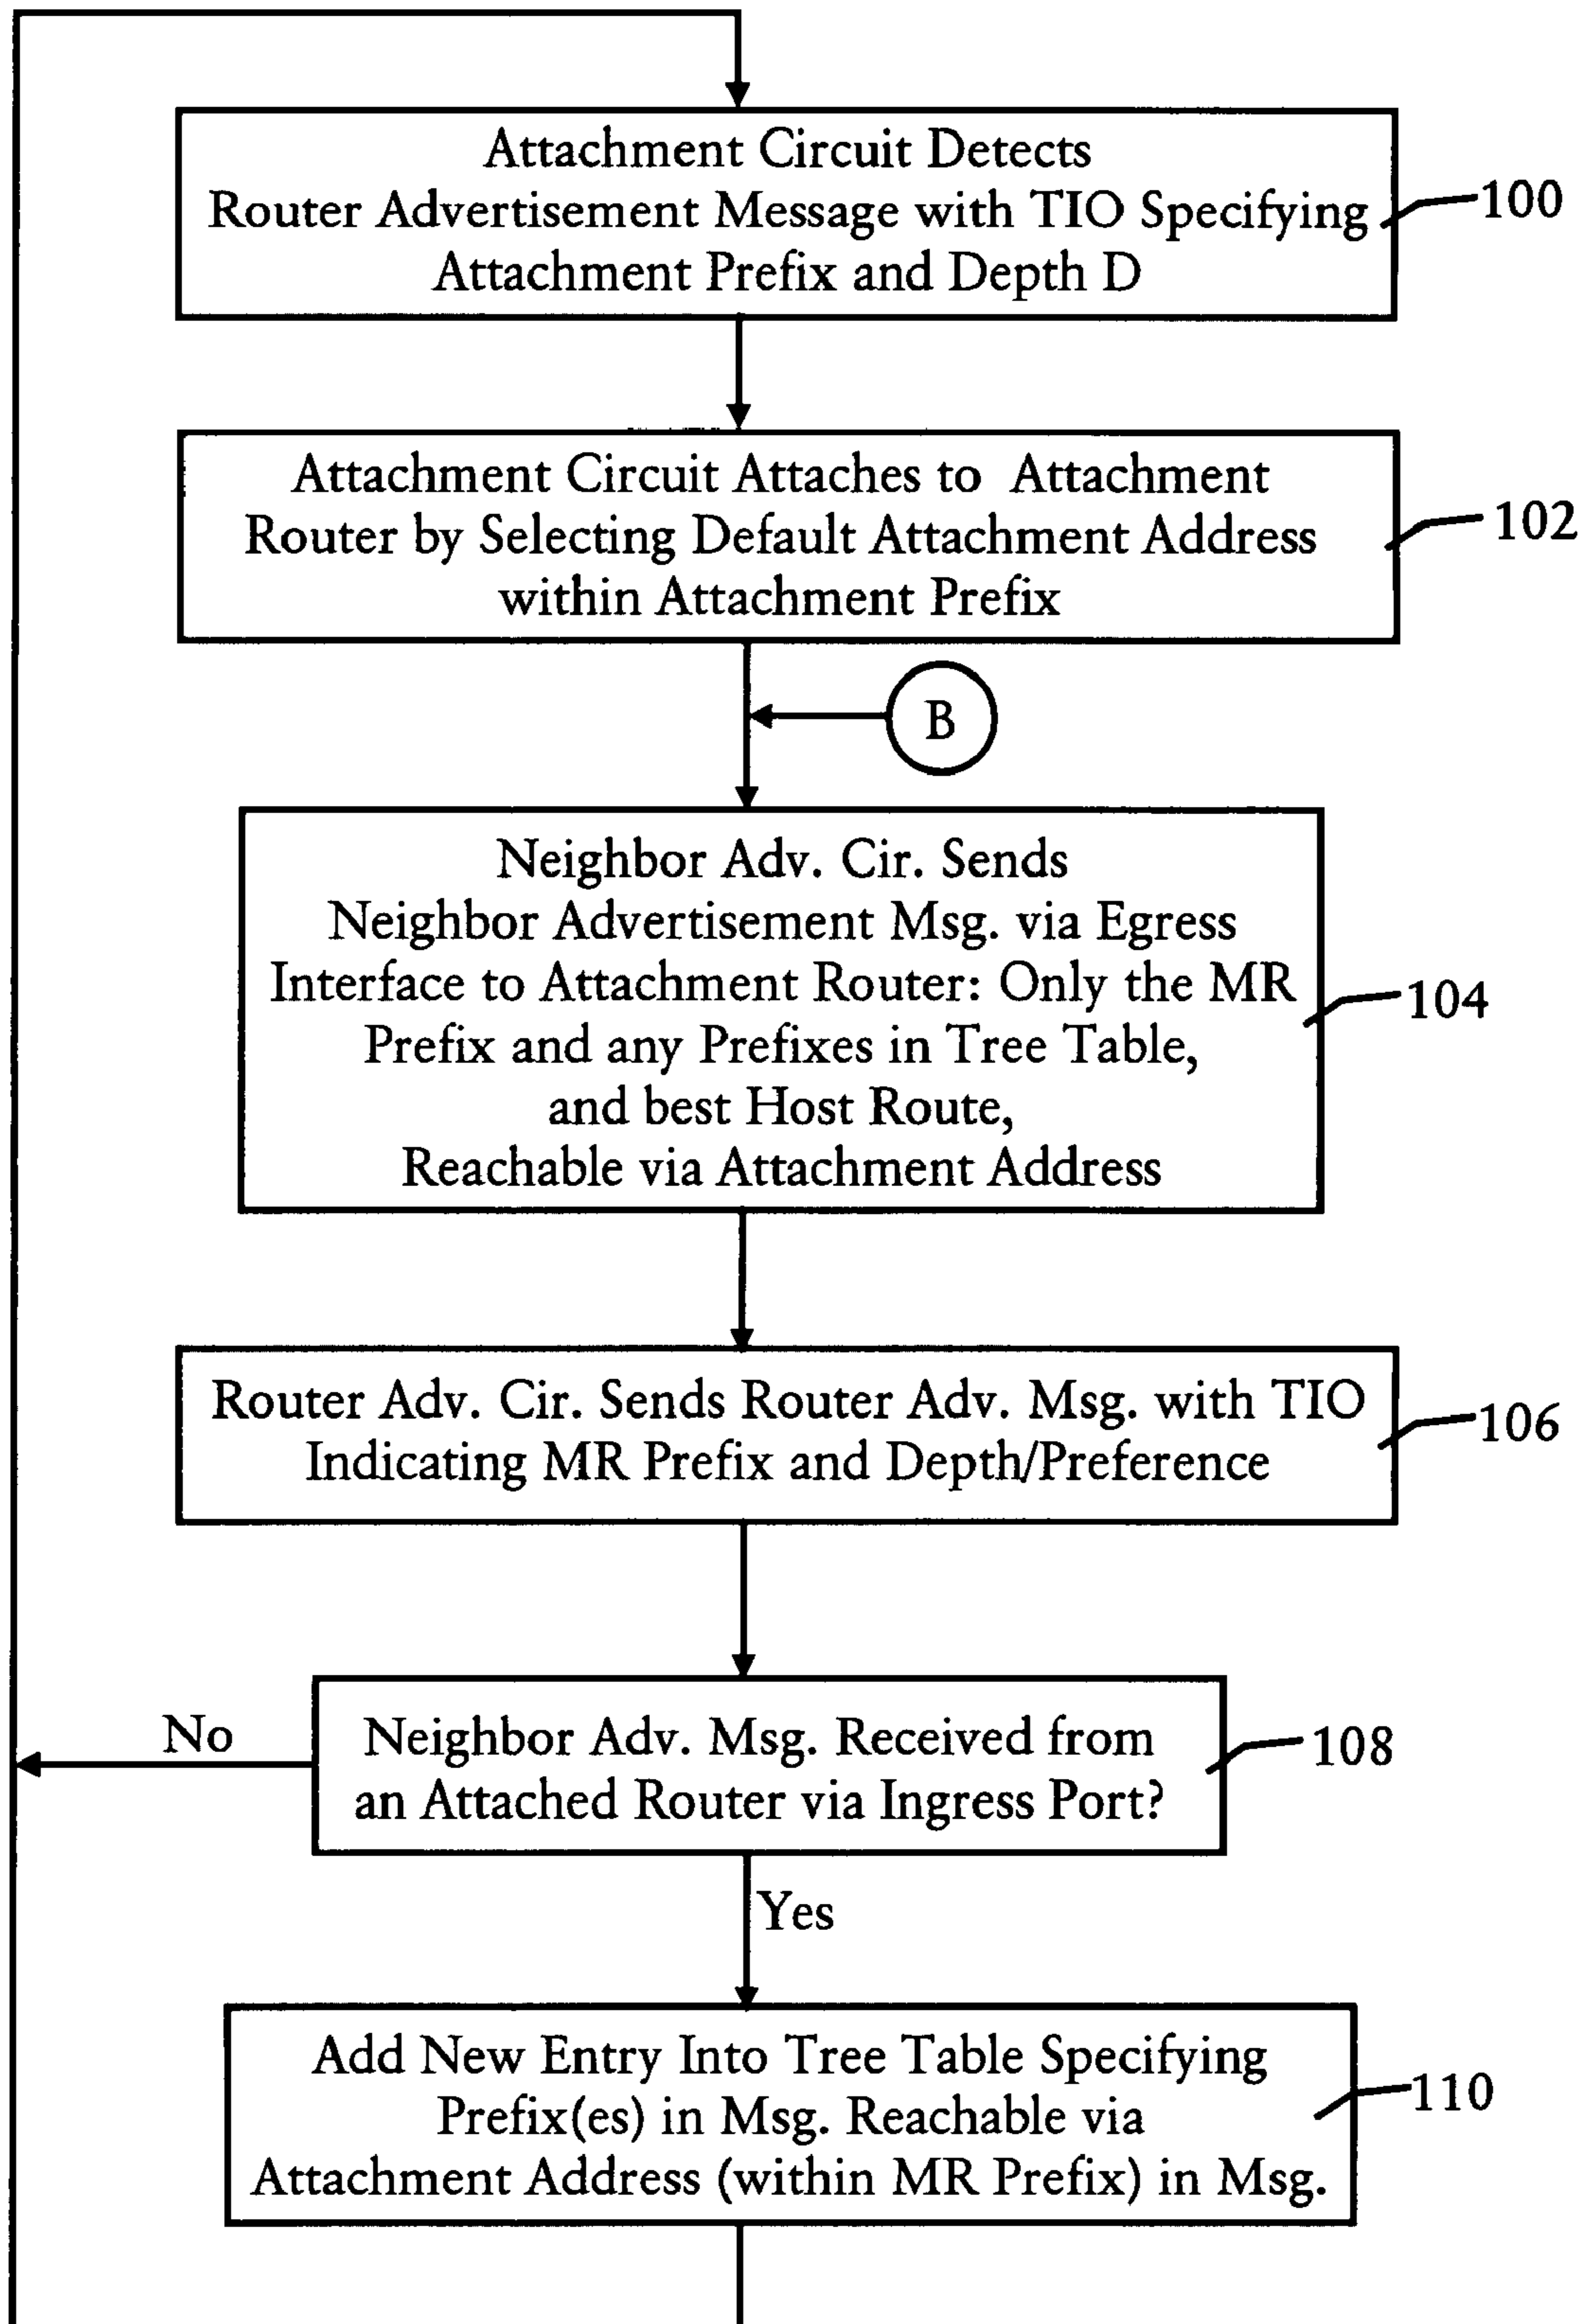 Attachment Circuit Detects
Router Advertisement Message with TIO Specifying
Attachment Prefix and Depth D
100
Attachment Circuit Attaches to Attachment
Router by Selecting Default Attachment Address
within Attachment Prefix
102
B
Neighbor Adv. Cir. Sends
Neighbor Advertisement Msg. via Egress
Interface to Attachment Router: Only the MR
Prefix and any Prefixes in Tree Table,
and best Host Route,
Reachable via Attachment Address
104
Router Adv. Cir. Sends Router Adv. Msg. with TIO
Indicating MR Prefix and Depth/Preference
106
No
Neighbor Adv. Msg. Received from
an Attached Router via Ingress Port?
108
Yes
Add New Entry Into Tree Table Specifying
Prefix(es) in Msg. Reachable via
Attachment Address (within MR Prefix) in Msg.
110